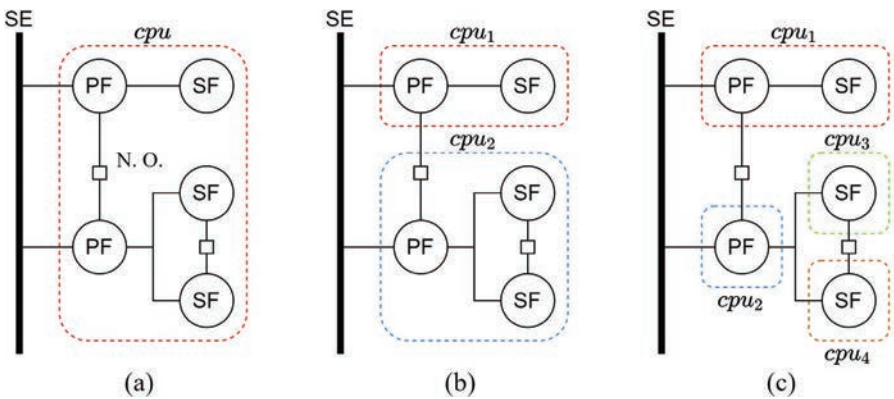 SE
cpu
PF
SF
N. O.
SF
PF
SF
(a)
SE
cpu₁
PF
SF
cpu₂
SF
PF
SF
(b)
SE
cpu₁
PF
SF
cpu₃
SF
PF
cpu₂
SF
cpu₄
(c)